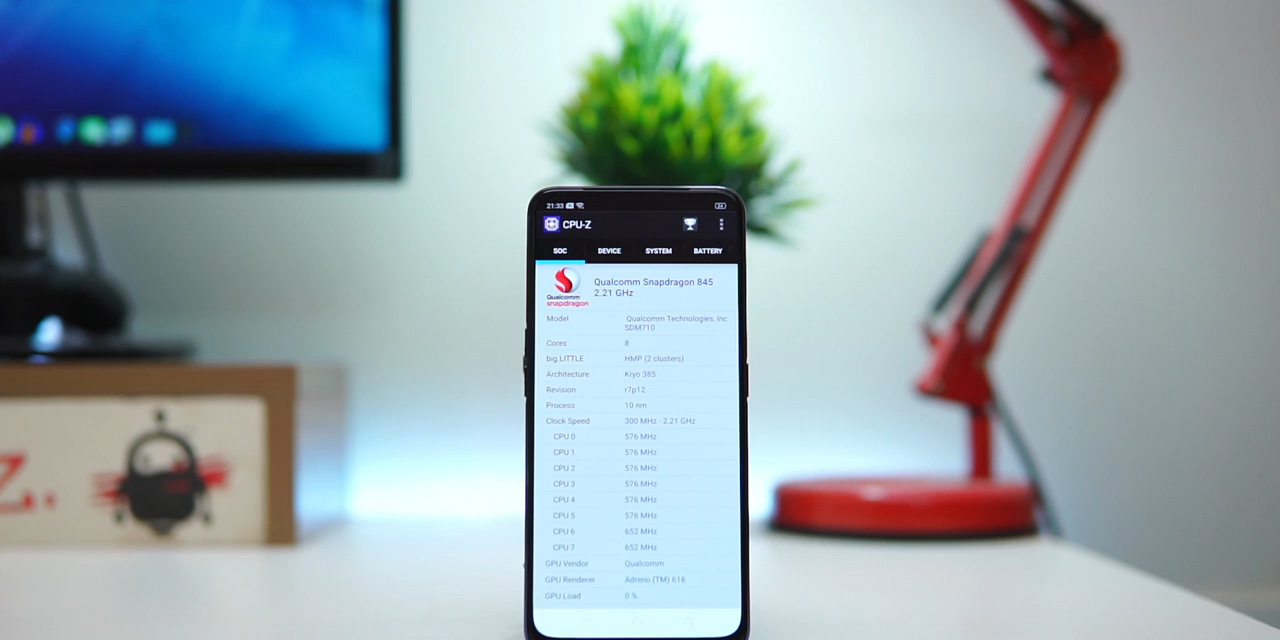 21:33
CPU-Z
SOC DEVICE SYSTEM BATTERY
Qualcomm snapdragon
Qualcomm Snapdragon 845
2.21 GHz
Model Qualcomm Technologies, Inc
SDM710
Cores 8
big.LITTLE HMP (2 clusters)
Architecture Kryo 385
Revision r7p12
Process 10 nm
Clock Speed 300 MHz - 2.21 GHz
CPU 0 576 MHz
CPU 1 576 MHz
CPU 2 576 MHz
CPU 3 576 MHz
CPU 4 576 MHz
CPU 5 576 MHz
CPU 6 652 MHz
CPU 7 652 MHz
GPU Vendor Qualcomm
GPU Renderer Adreno (TM) 616
GPU Load 0 %